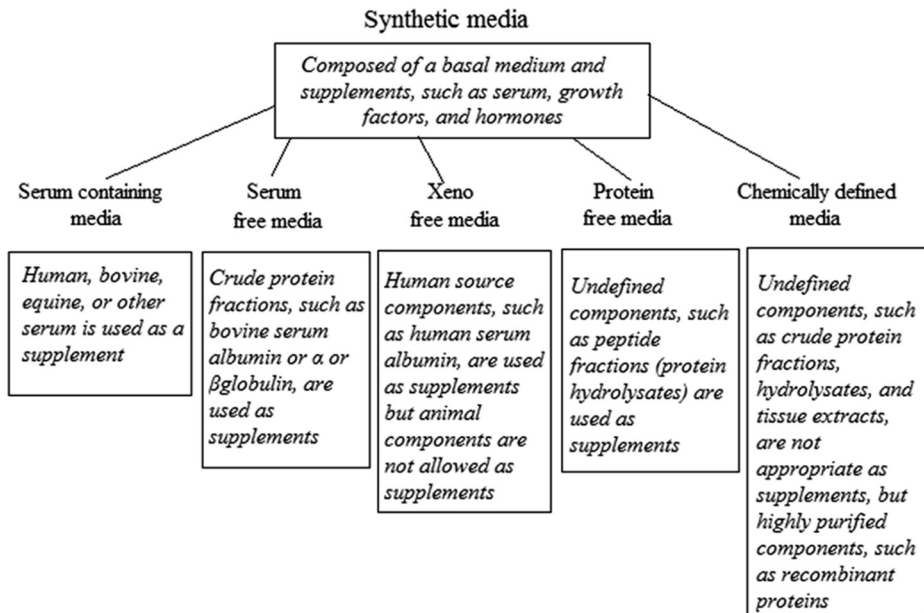 Synthetic media
Composed of a basal medium and
supplements, such as serum, growth
factors, and hormones
Serum containing
media
Human, bovine,
equine, or other
serum is used as a
supplement
Serum
free media
Crude protein
fractions, such as
bovine serum
albumin or α or
βglobulin, are
used as
supplements
Xeno
free media
Human source
components, such
as human serum
albumin, are used
as supplements
but animal
components are
not allowed as
supplements
Protein
free media
Undefined
components, such
as peptide
fractions (protein
hydrolysates) are
used as
supplements
Chemically defined
media
Undefined
components, such
as crude protein
fractions,
hydrolysates, and
tissue extracts,
are not
appropriate as
supplements, but
highly purified
components, such
as recombinant
proteins